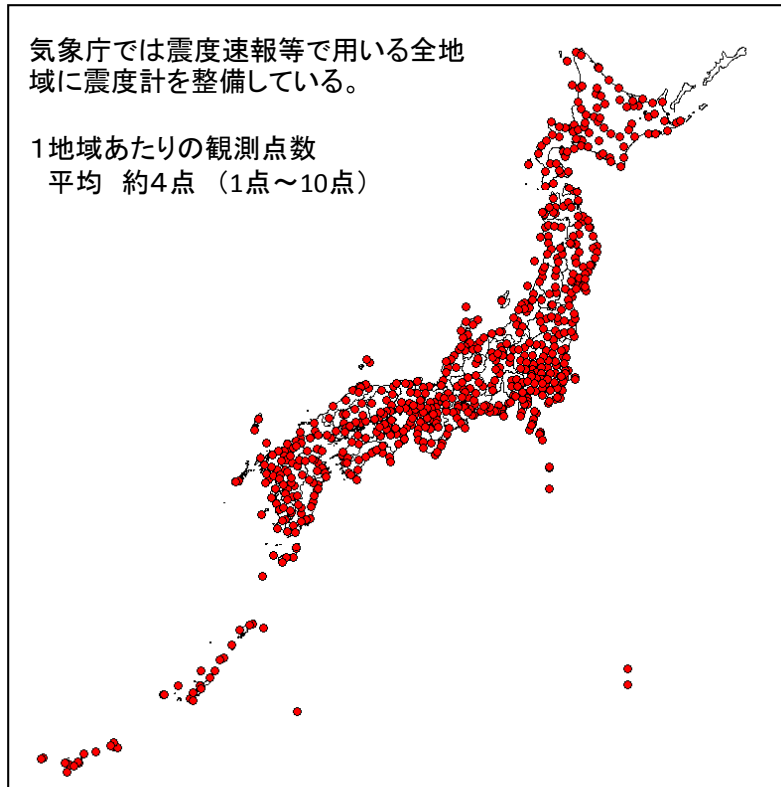 気象庁では震度速報等で用いる全地
域に震度計を整備している。
１地域あたりの観測点数
平均　約４点　（1点～10点）